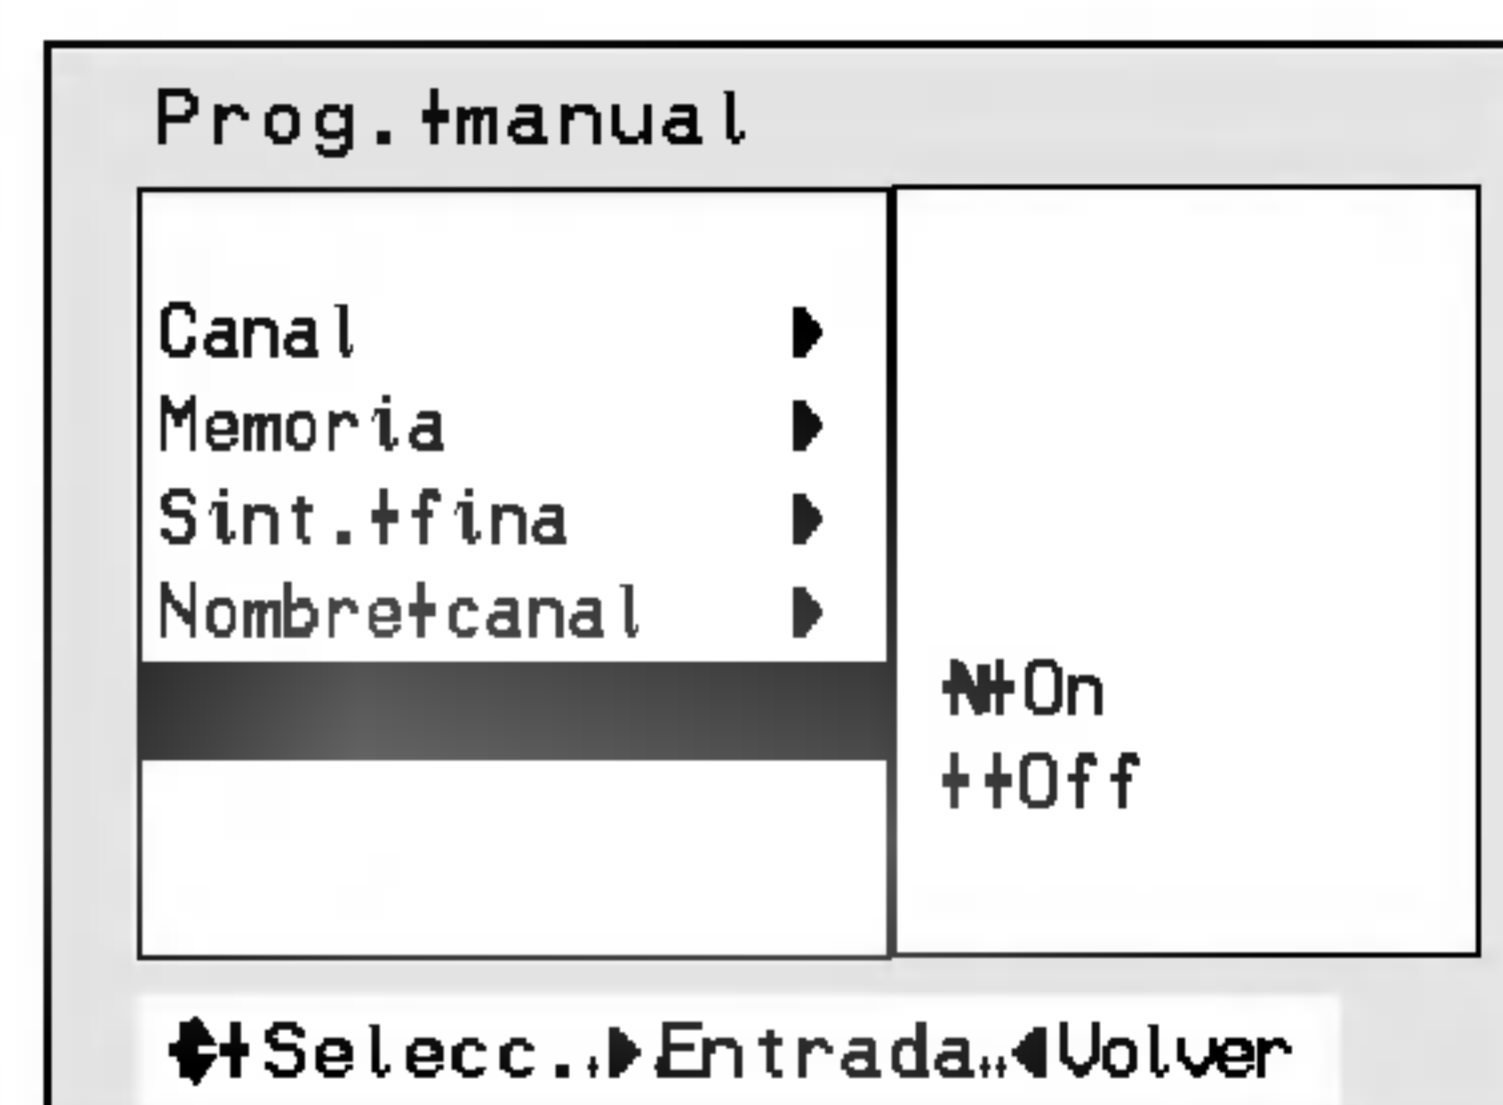 Prog.†manual
Canal
Memoria
Sint.†fina
Nombre†canal
†On
††Off
†Selecc. Entrada Volver